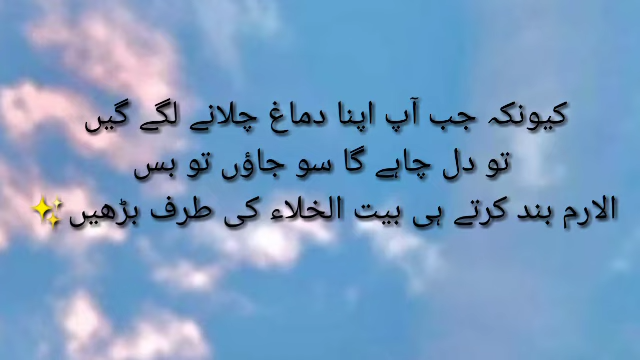 کیونکہ جب آپ اپنا دماغ چلانے لگے گیں
تو دل چاہے گا سو جاؤں تو بس
الارم بند کرتے ہی بیت الخلاء کی طرف بڑھیں ✨